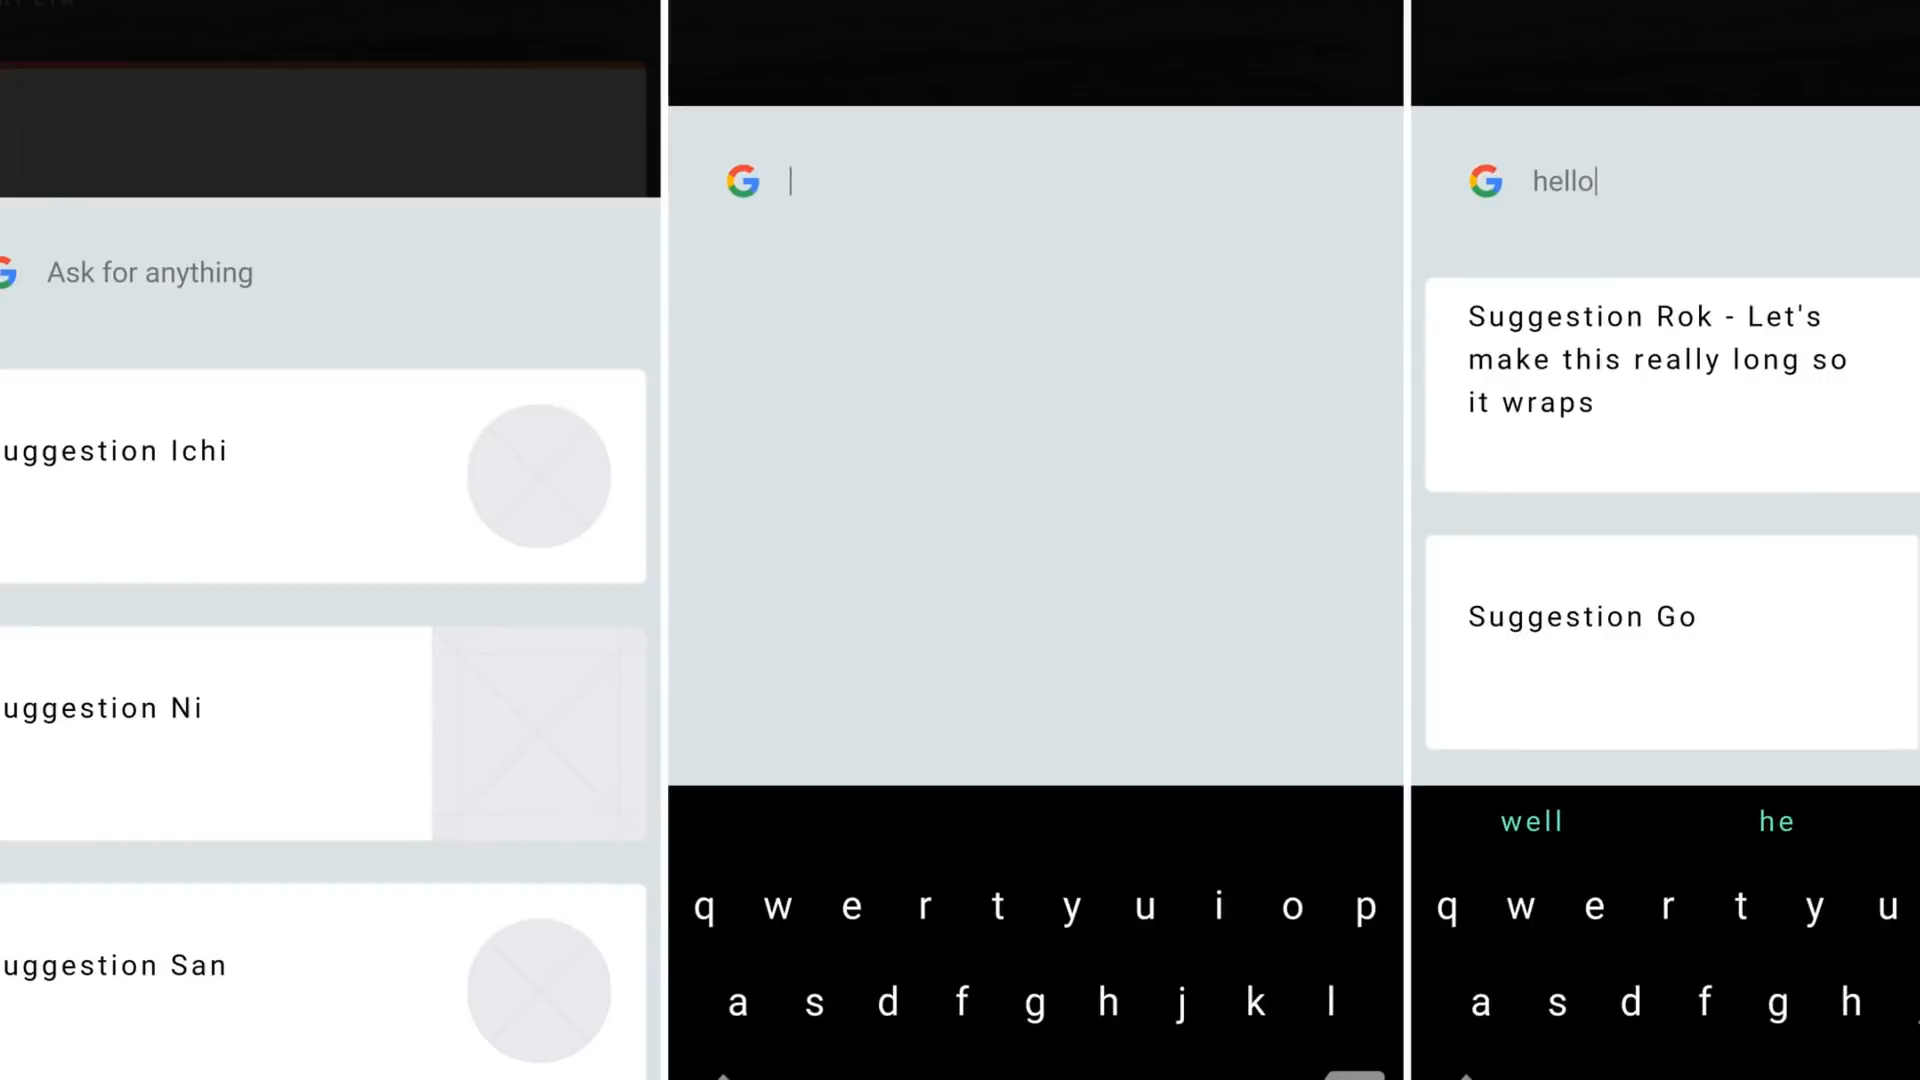 Ask for anything
uggestion Ichi
uggestion Ni
uggestion San
q w e r t y u i o p
a s d f g h j k l
hello
Suggestion Rok - Let's
make this really long so
it wraps
Suggestion Go
well he
q w e r t y u
a s d f g h